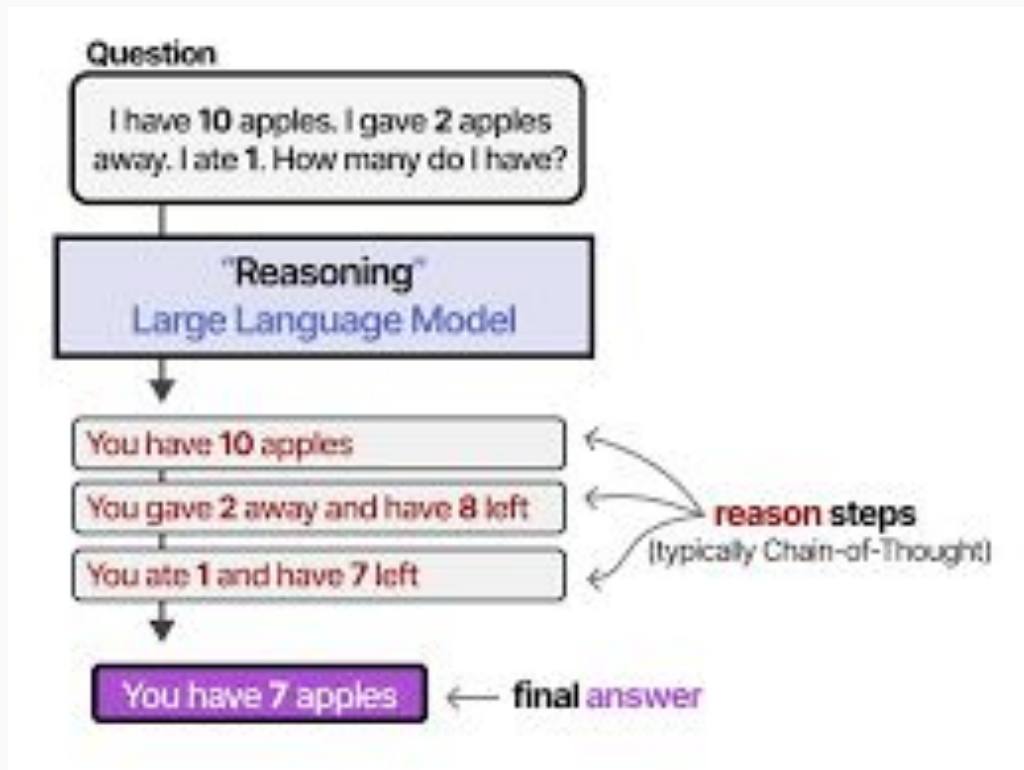 Question
I have 10 apples. I gave 2 apples
away. I ate 1. How many do I have?
"Reasoning"
Large Language Model
You have 10 apples
You gave 2 away and have 8 left
You ate 1 and have 7 left
reason steps
(typically Chain-of-Thought)
You have 7 apples
final answer